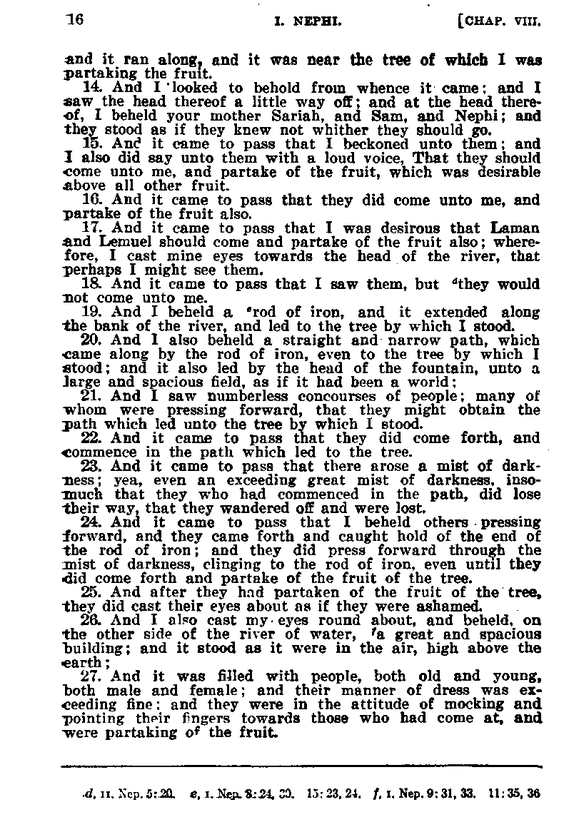 16 I. NEPHI. [CHAP. VIII.
and it ran along, and it was near the tree of which I was
partaking the fruit.
14. And I looked to behold from whence it came; and I
saw the head thereof a little way off; and at the head there-
of, I beheld your mother Sariah, and Sam, and Nephi; and
they stood as if they knew not whither they should go.
15. And it came to pass that I beckoned unto them; and
I also did say unto them with a loud voice, That they should
come unto me, and partake of the fruit, which was desirable
above all other fruit.
16. And it came to pass that they did come unto me, and
partake of the fruit also.
17. And it came to pass that I was desirous that Laman
and Lemuel should come and partake of the fruit also; where-
fore, I cast mine eyes towards the head of the river, that
perhaps I might see them.
18. And it came to pass that I saw them, but dthey would
not come unto me.
19. And I beheld a erod of iron, and it extended along
the bank of the river, and led to the tree by which I stood.
20. And I also beheld a straight and narrow path, which
came along by the rod of iron, even to the tree by which I
stood; and it also led by the head of the fountain, unto a
large and spacious field, as if it had been a world;
21. And I saw numberless concourses of people; many of
whom were pressing forward, that they might obtain the
path which led unto the tree by which I stood.
22. And it came to pass that they did come forth, and
commence in the path which led to the tree.
23. And it came to pass that there arose a mist of dark-
ness; yea, even an exceeding great mist of darkness, inso-
much that they who had commenced in the path, did lose
their way, that they wandered off and were lost.
24. And it came to pass that I beheld others pressing
forward, and they came forth and caught hold of the end of
the rod of iron; and they did press forward through the
mist of darkness, clinging to the rod of iron, even until they
did come forth and partake of the fruit of the tree.
25. And after they had partaken of the fruit of the tree,
they did cast their eyes about as if they were ashamed.
26. And I also cast my eyes round about, and beheld, on
the other side of the river of water, fa great and spacious
building; and it stood as it were in the air, high above the
earth;
27. And it was filled with people, both old and young,
both male and female; and their manner of dress was ex-
ceeding fine; and they were in the attitude of mocking and
pointing their fingers towards those who had come at, and
were partaking of the fruit.
d, II. Nep. 5:20. e, I. Nep. 8:24, 30. 15:23, 24. f, I. Nep. 9:31, 33. 11:35, 36